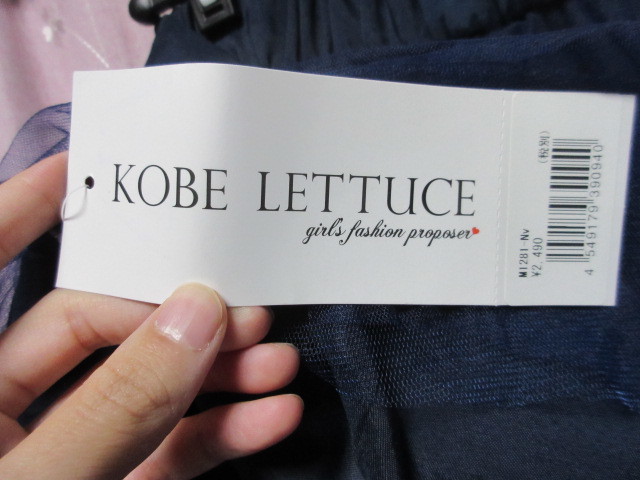 KOBE LETTUCE
girl's fashion proposer
M1281-Nv
¥2,490
(税別)
4 549179 390940